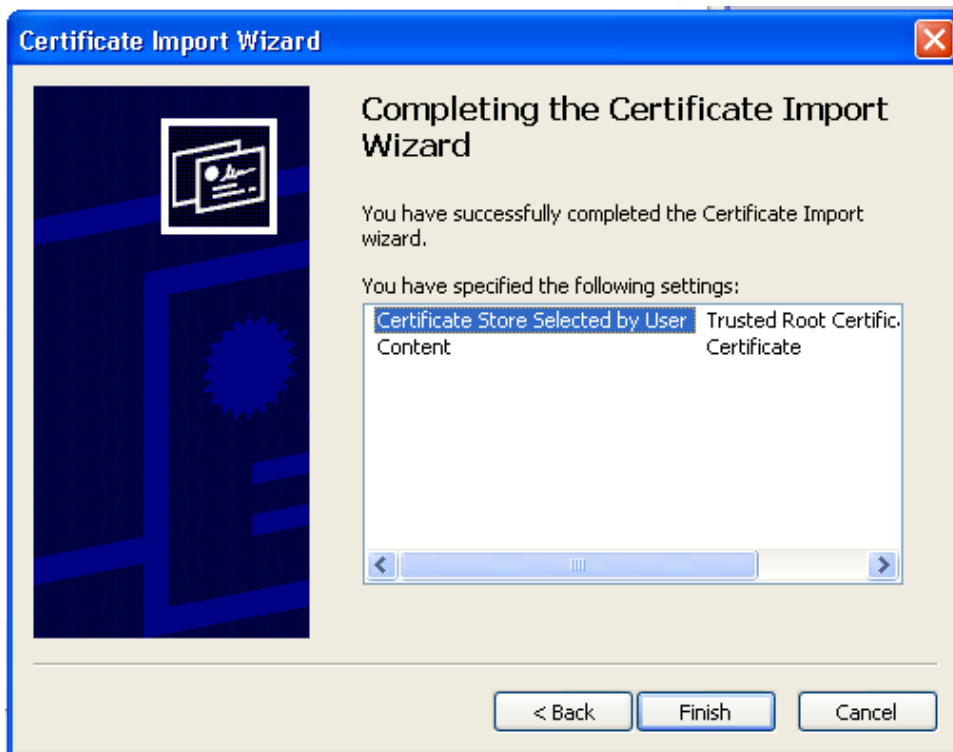 Certificate Import Wizard
Completing the Certificate Import
Wizard
You have successfully completed the Certificate Import
wizard.
You have specified the following settings:
Certificate Store Selected by User Trusted Root Certific
Content Certificate
< Back Finish Cancel